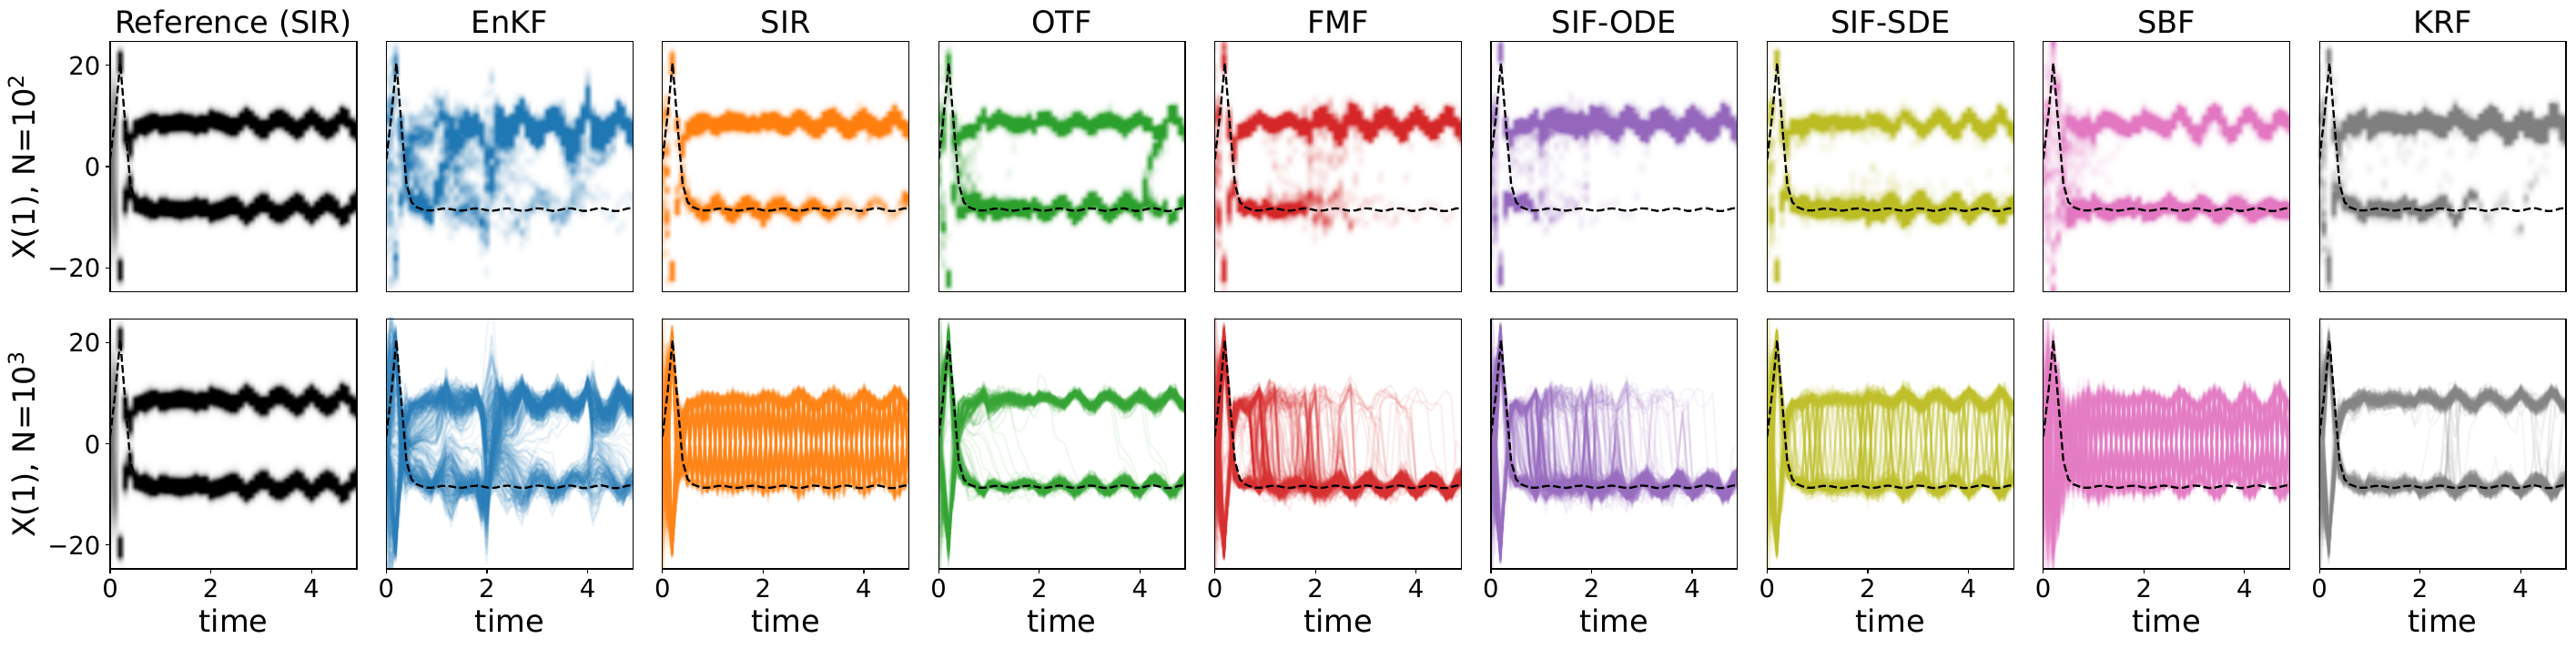 Reference (SIR) EnKF SIR OTF FMF SIF-ODE SIF-SDE SBF KRF
X(1), N=10²
20
0
−20
X(1), N=10³
20
0
−20
0 2 4 0 2 4 0 2 4 0 2 4 0 2 4 0 2 4 0 2 4 0 2 4 0 2 4
time time time time time time time time time